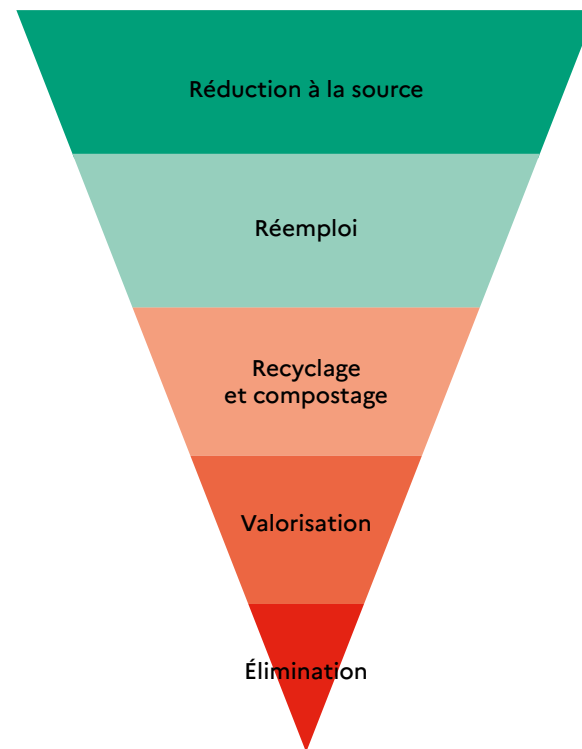 Réduction à la source
Réemploi
Recyclage
et compostage
Valorisation
Élimination